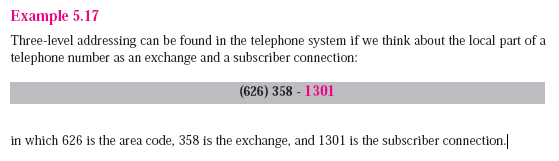 Example 5.17
Three-level addressing can be found in the telephone system if we think about the local part of a
telephone number as an exchange and a subscriber connection:
(626) 358 - 1301
in which 626 is the area code, 358 is the exchange, and 1301 is the subscriber connection.